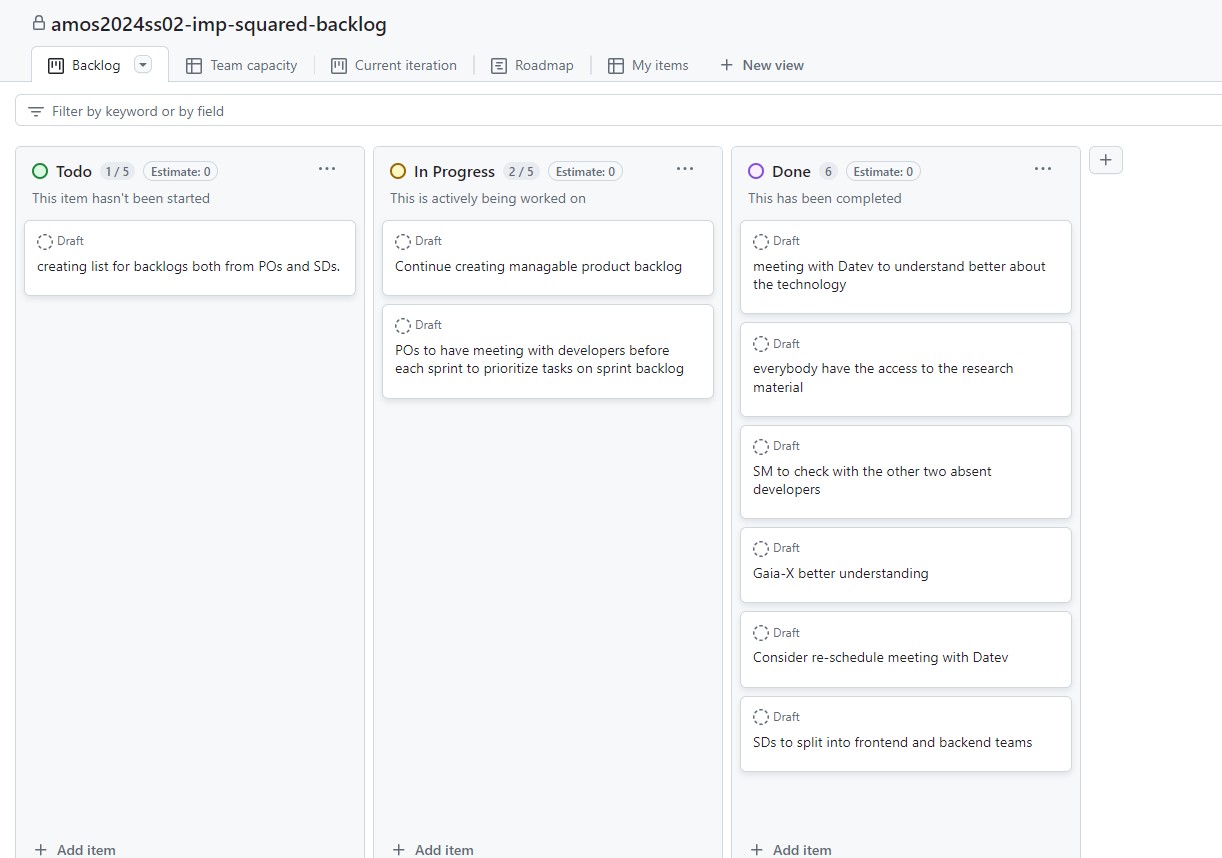 amos2024ss02-imp-squared-backlog
Backlog
Team capacity
Current iteration
Roadmap
My items
New view
Filter by keyword or by field
Todo 1 / 5 Estimate: 0
This item hasn't been started
Draft
creating list for backlogs both from POs and SDs.
Add item
In Progress 2 / 5 Estimate: 0
This is actively being worked on
Draft
Continue creating managable product backlog
Draft
POs to have meeting with developers before
each sprint to prioritize tasks on sprint backlog
Add item
Done 6 Estimate: 0
This has been completed
Draft
meeting with Datev to understand better about
the technology
Draft
everybody have the access to the research
material
Draft
SM to check with the other two absent
developers
Draft
Gaia-X better understanding
Draft
Consider re-schedule meeting with Datev
Draft
SDs to split into frontend and backend teams
Add item